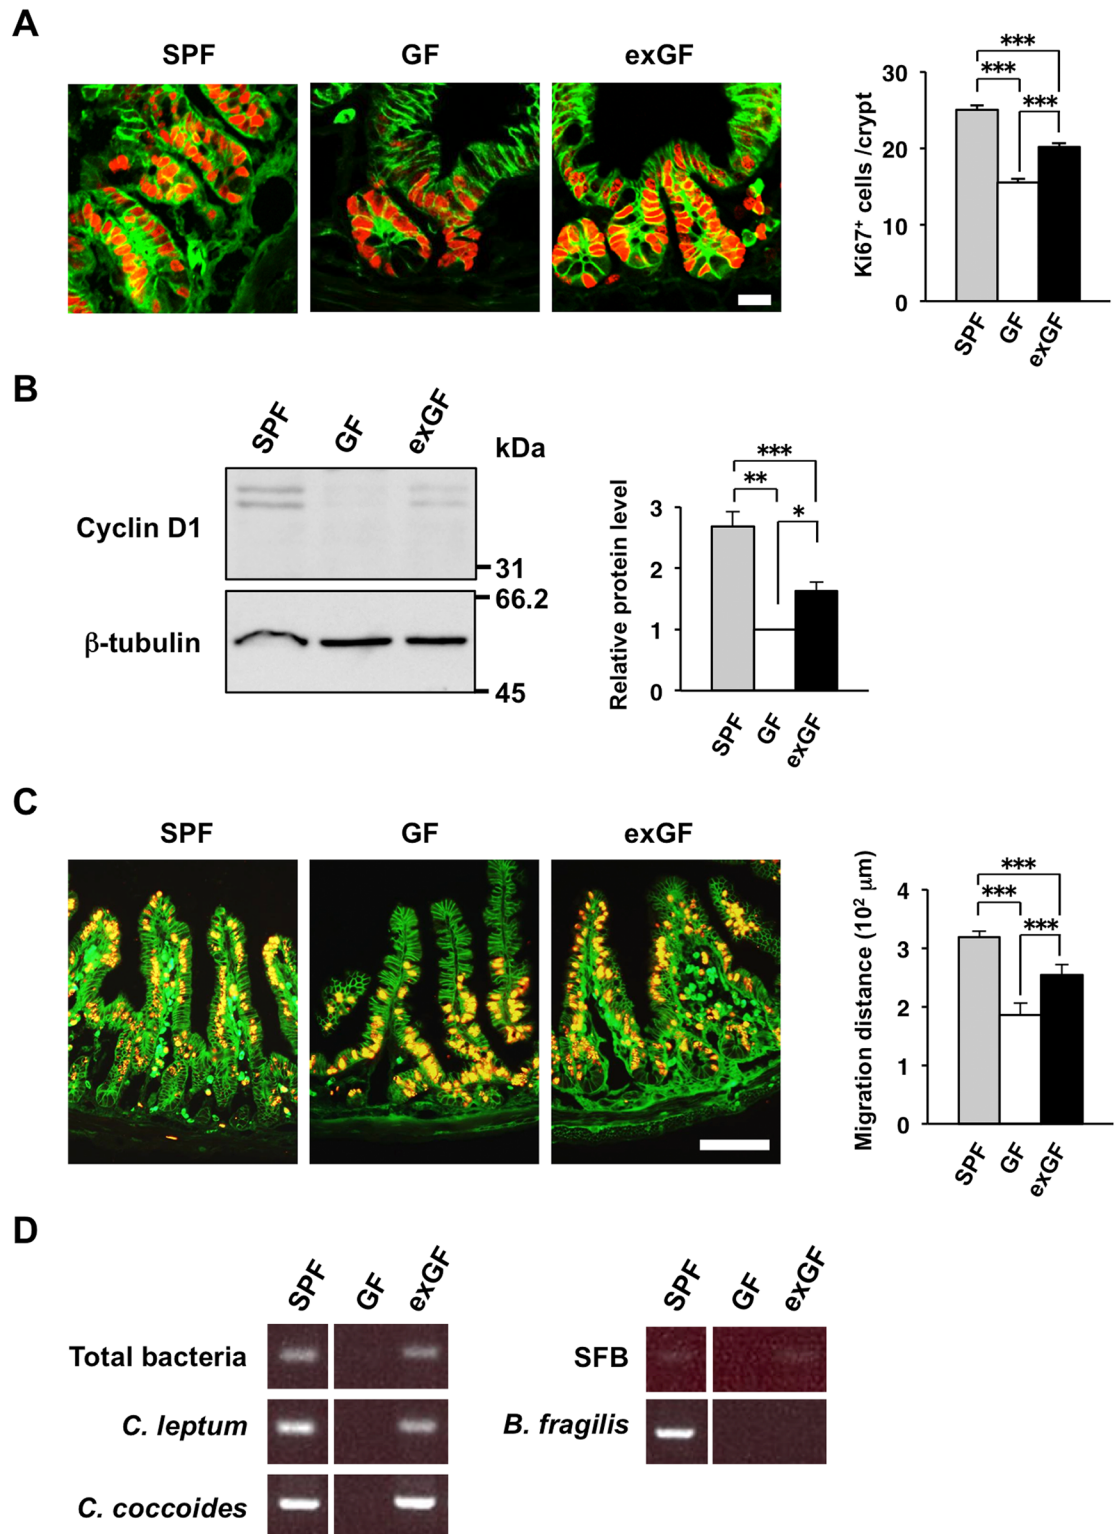 A
SPF GF exGF
***
***
***
Ki67+ cells /crypt
30
20
10
0
SPF GF exGF
B
SPF GF exGF
kDa
Cyclin D1
31
66.2
β-tubulin
45
***
**
*
Relative protein level
3
2
1
0
SPF GF exGF
C
SPF GF exGF
***
***
***
Migration distance (10² μm)
4
3
2
1
0
SPF GF exGF
D
SPF GF exGF
Total bacteria
C. leptum
C. coccoides
SPF GF exGF
SFB
B. fragilis